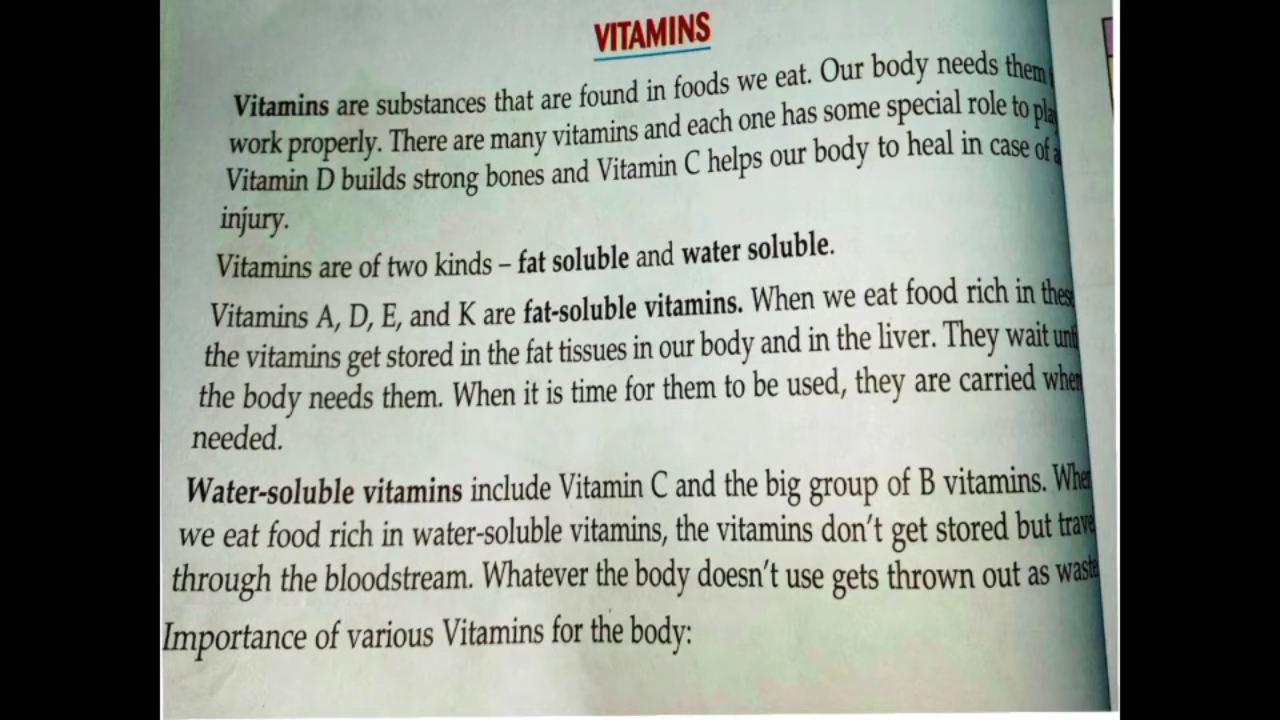 VITAMINS
Vitamins are substances that are found in foods we eat. Our body needs them
work properly. There are many vitamins and each one has some special role to
Vitamin D builds strong bones and Vitamin C helps our body to heal in case of
injury.
Vitamins are of two kinds – fat soluble and water soluble.
Vitamins A, D, E, and K are fat-soluble vitamins. When we eat food rich in
the vitamins get stored in the fat tissues in our body and in the liver. They wait
the body needs them. When it is time for them to be used, they are carried
needed.
Water-soluble vitamins include Vitamin C and the big group of B vitamins.
we eat food rich in water-soluble vitamins, the vitamins don't get stored but
through the bloodstream. Whatever the body doesn't use gets thrown out as
Importance of various Vitamins for the body: